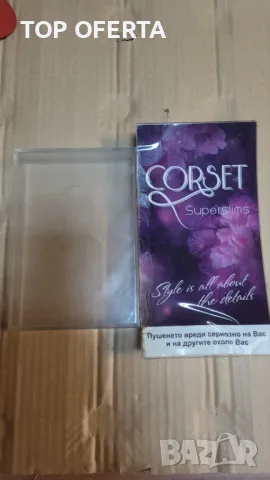 TOP OFERTA
CORSET
Superslims
Style is all about
the details
Пушенето вреди сериозно на Вас
и на другите около Вас
BAZAR